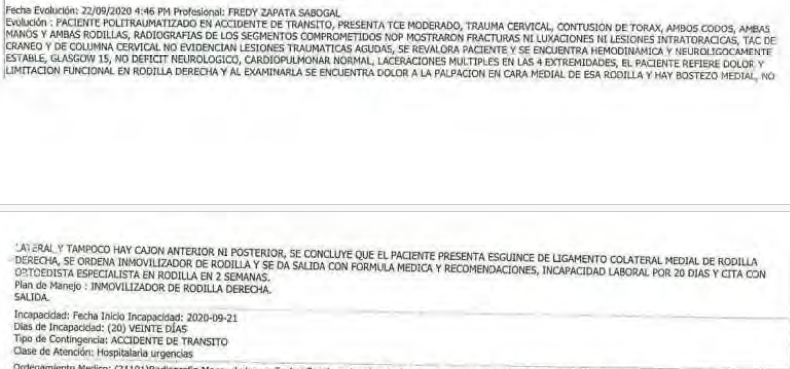 Fecha Evolución: 22/09/2020 4:46 PM Profesional: FREDY ZAPATA SABOGAL
Evolución : PACIENTE POLITRAUMATIZADO EN ACCIDENTE DE TRANSITO, PRESENTA TCE MODERADO, TRAUMA CERVICAL, CONTUSION DE TORAX, AMBOS CODOS, AMBAS
MANOS Y AMBAS RODILLAS, RADIOGRAFIAS DE LOS SEGMENTOS COMPROMETIDOS NOP MOSTRARON FRACTURAS NI LUXACIONES NI LESIONES INTRATORACICAS, TAC DE
CRANEO Y DE COLUMNA CERVICAL NO EVIDENCIAN LESIONES TRAUMATICAS AGUDAS, SE REVALORA PACIENTE Y SE ENCUENTRA HEMODINAMICA Y NEUROLIGOCAMENTE
ESTABLE, GLASGOW 15, NO DEFICIT NEUROLOGICO, CARDIOPULMONAR NORMAL, LACERACIONES MULTIPLES EN LAS 4 EXTREMIDADES, EL PACIENTE REFIERE DOLOR Y
LIMITACION FUNCIONAL EN RODILLA DERECHA Y AL EXAMINARLA SE ENCUENTRA DOLOR A LA PALPACION EN CARA MEDIAL DE ESA RODILLA Y HAY BOSTEZO MEDIAL, NO
LATERAL Y TAMPOCO HAY CAJON ANTERIOR NI POSTERIOR, SE CONCLUYE QUE EL PACIENTE PRESENTA ESGUINCE DE LIGAMENTO COLATERAL MEDIAL DE RODILLA
DERECHA, SE ORDENA INMOVILIZADOR DE RODILLA Y SE DA SALIDA CON FORMULA MEDICA Y RECOMENDACIONES, INCAPACIDAD LABORAL POR 20 DIAS Y CITA CON
ORTOEDISTA ESPECIALISTA EN RODILLA EN 2 SEMANAS.
Plan de Manejo : INMOVILIZADOR DE RODILLA DERECHA.
SALIDA.
Incapacidad: Fecha Inicio Incapacidad: 2020-09-21
Dias de Incapacidad: (20) VEINTE DÍAS
Tipo de Contingencia: ACCIDENTE DE TRANSITO
Clase de Atención: Hospitalaria urgencias